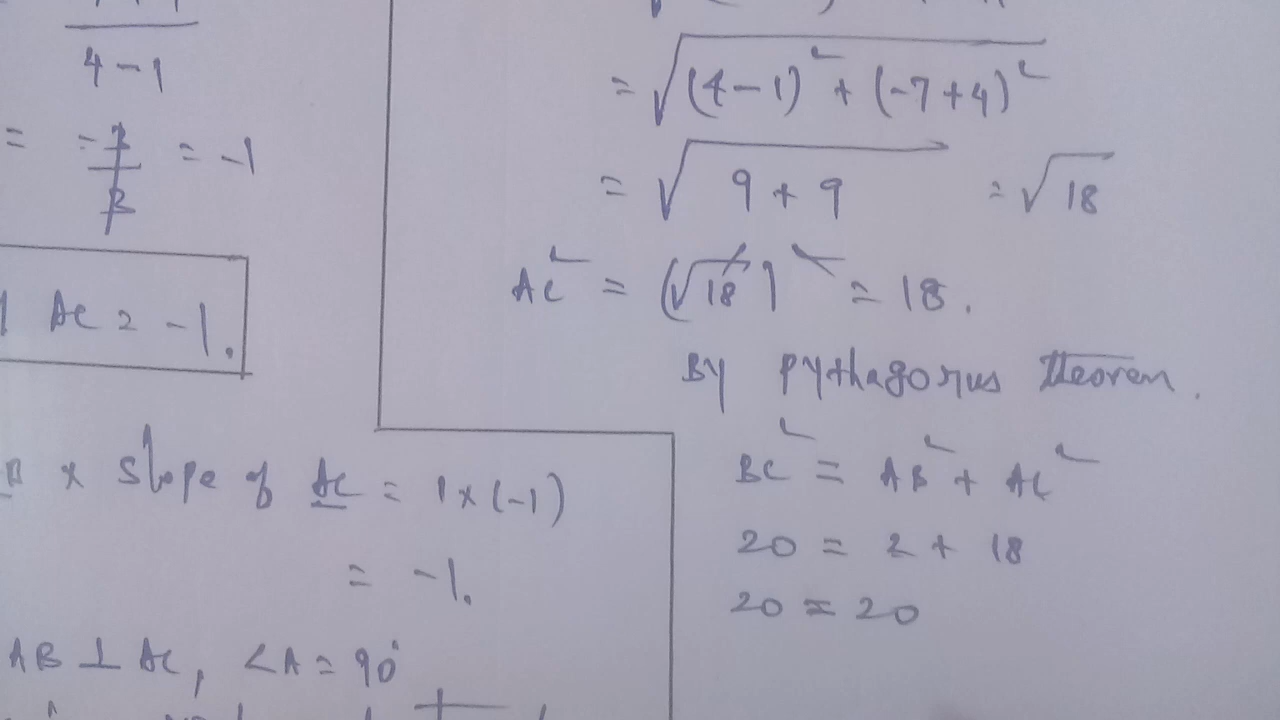 4 - 1
= -3/3 = -1
AC = -1.
B × slope of AC = 1 × (-1)
= -1.
AB ⊥ AC, ∠A = 90°
= √(4-1)² + (-7+4)²
= √9 + 9 = √18
AC² = (√18)² = 18.
By pythagorus theorem.
BC² = AB² + AC²
20 = 2 + 18
20 = 20